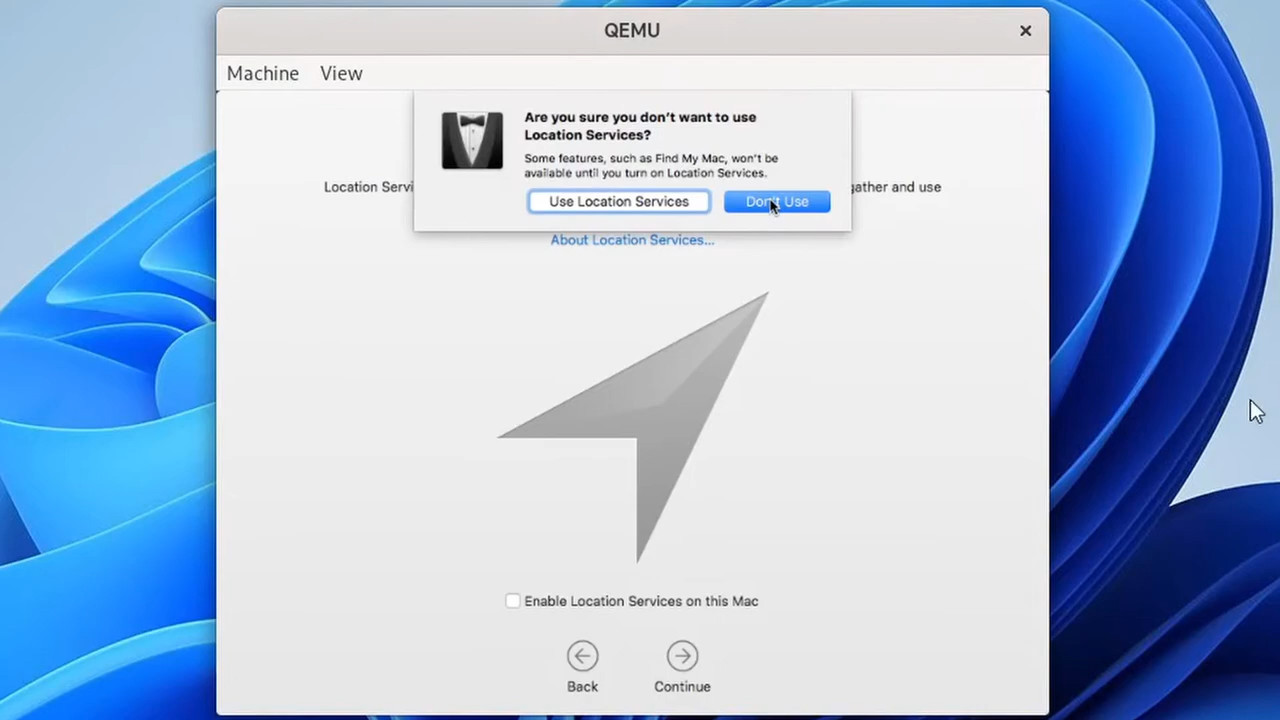 QEMU
Machine View
Are you sure you don't want to use
Location Services?
Some features, such as Find My Mac, won't be
available until you turn on Location Services.
Location Servi gather and use
Use Location Services Don't Use
About Location Services...
Enable Location Services on this Mac
Back Continue